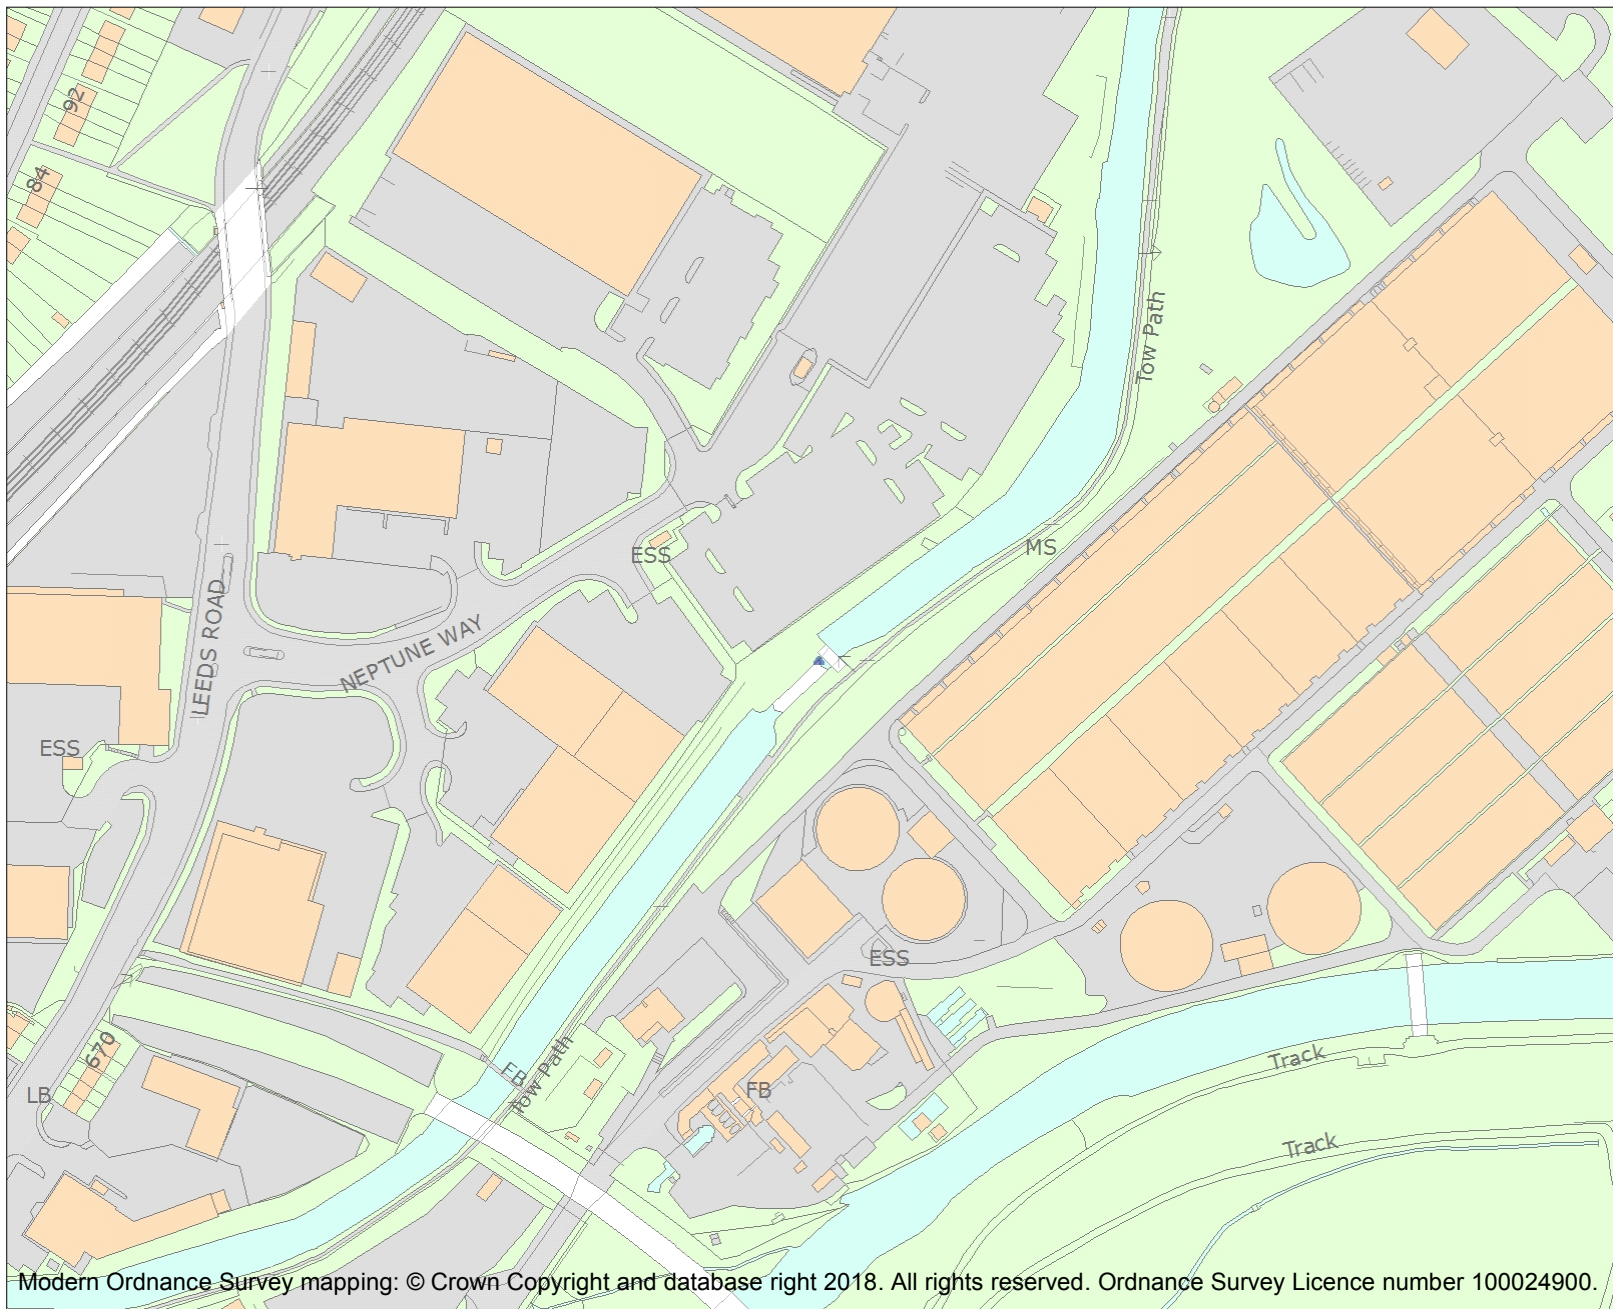 92
84
Tow Path
MS
ESS
LEEDS ROAD
NEPTUNE WAY
ESS
ESS
670
LB
FB
Tow Path
FB
Track
Track
Modern Ordnance Survey mapping: © Crown Copyright and database right 2018. All rights reserved. Ordnance Survey Licence number 100024900.